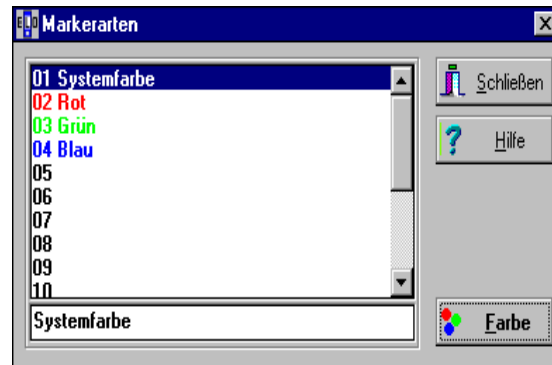 ELO Markerarten
01 Systemfarbe
02 Rot
03 Grün
04 Blau
05
06
07
08
09
10
Systemfarbe
Schließen
? Hilfe
Farbe